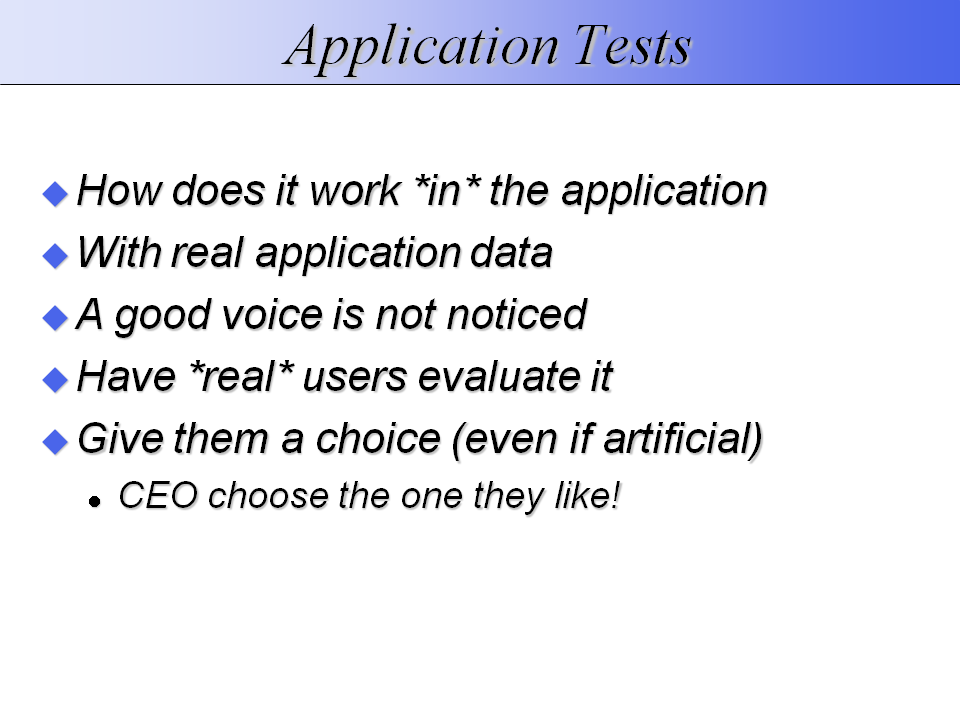 Application Tests
How does it work *in* the application
With real application data
A good voice is not noticed
Have *real* users evaluate it
Give them a choice (even if artificial)
CEO choose the one they like!